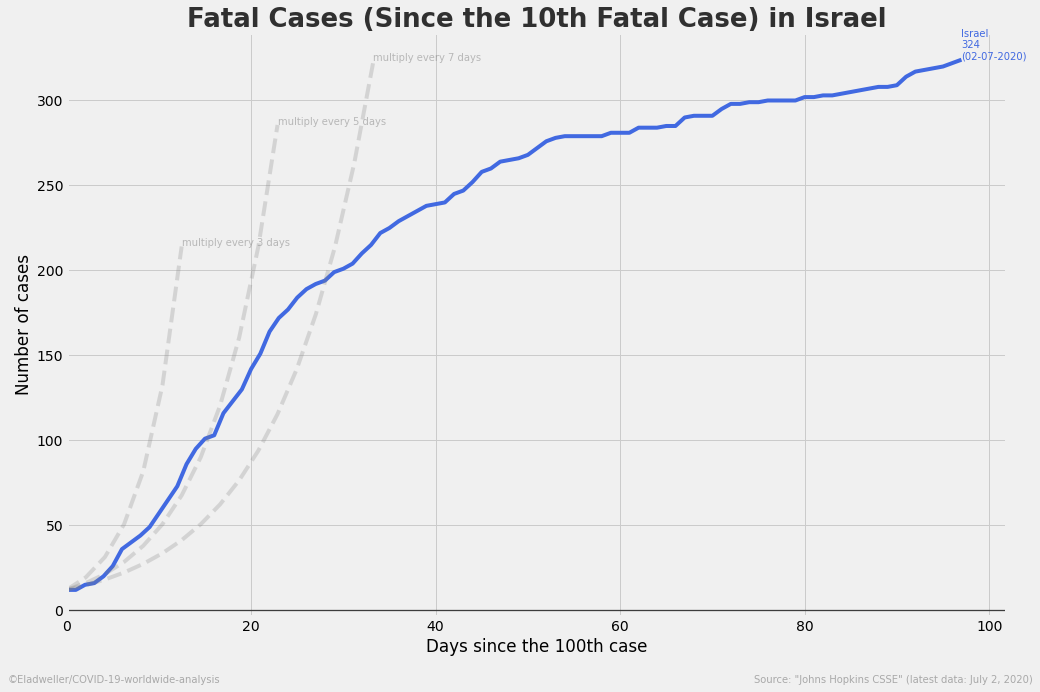 Fatal Cases (Since the 10th Fatal Case) in Israel
Israel
324
(02-07-2020)
multiply every 7 days
multiply every 5 days
multiply every 3 days
Number of cases
300
250
200
150
100
50
0
0 20 40 60 80 100
Days since the 100th case
©Eladweller/COVID-19-worldwide-analysis
Source: "Johns Hopkins CSSE" (latest data: July 2, 2020)